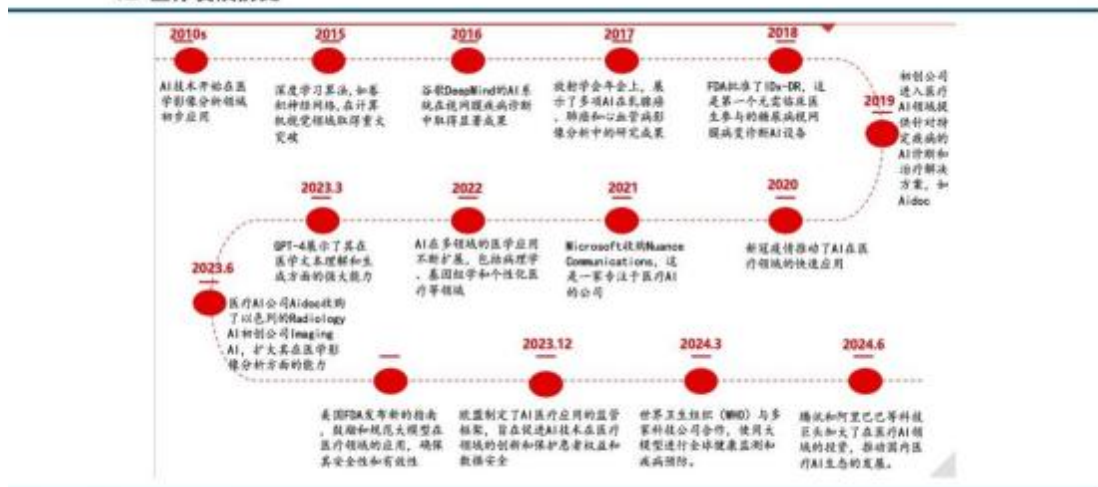 2010s
AI技术开始在医
学影像分析领域
初步应用
2015
深度学习算法,如卷
积神经网络,在计算
机视觉领域取得重大
突破
2016
谷歌DeepMind的AI系
统在视网膜疾病诊断
中取得显著成果
2017
放射学会年会上，展
示了多项AI在乳腺癌
、肺癌和心血管病影
像分析中的研究成果
2018
FDA批准了IDx-DR，这
是第一个无需临床医
生参与的糖尿病视网
膜病变诊断AI设备
2019
初创公司
进入医疗
AI领域提
供针对特
定疾病的
AI诊断和
治疗解决
方案，如
Aidoc
2020
新冠疫情推动了AI在医
疗领域的快速应用
2021
Microsoft收购Nuance
Communications，这
是一家专注于医疗AI
的公司
2022
AI在多领域的医学应用
不断扩展，包括病理学
、基因组学和个性化医
疗等领域
2023.3
GPT-4展示了其在
医学文本理解和生
成方面的强大能力
2023.6
医疗AI公司Aidoc收购
了以色列的Radiology
AI初创公司Imaging
AI，扩大其在医学影
像分析方面的能力
美国FDA发布新的指南
，鼓励和规范大模型在
医疗领域的应用，确保
其安全性和有效性
2023.12
欧盟制定了AI医疗应用的监管
框架，旨在促进AI技术在医疗
领域的创新和保护患者权益和
数据安全
2024.3
世界卫生组织（WHO）与多
家科技公司合作，使用大
模型进行全球健康监测和
疾病预防。
2024.6
腾讯和阿里巴巴等科技
巨头加大了在医疗AI领
域的投资，推动国内医
疗AI生态的发展。